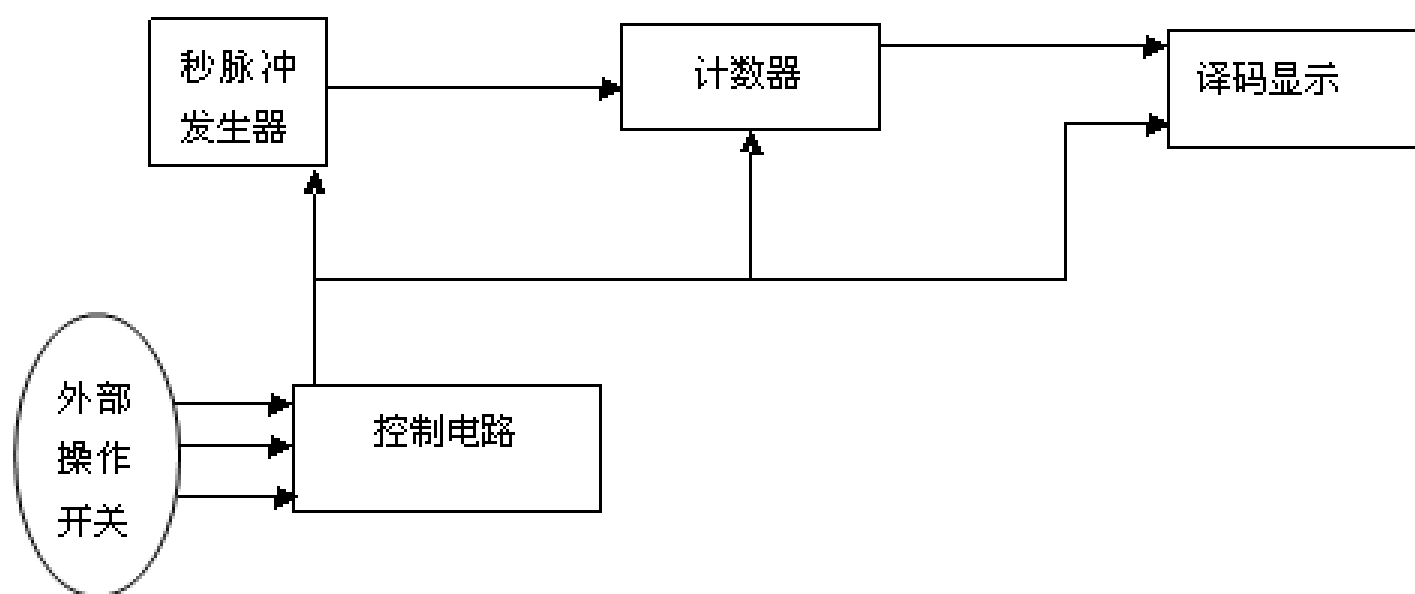 秒脉冲
发生器
计数器
译码显示
外部
操作
开关
控制电路